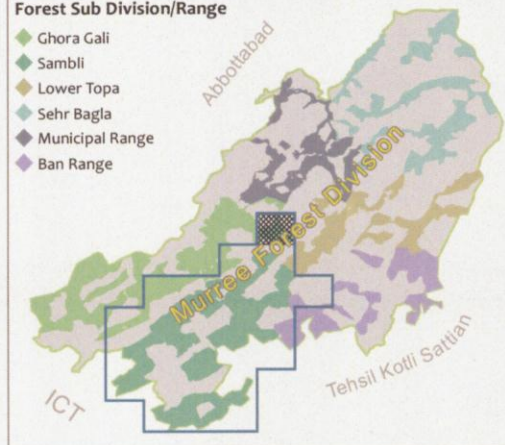 Forest Sub Division/Range
Ghora Gali
Sambli
Lower Topa
Sehr Bagla
Municipal Range
Ban Range
Abbottabad
Murree Forest Division
Tehsil Kotli Sattian
ICT